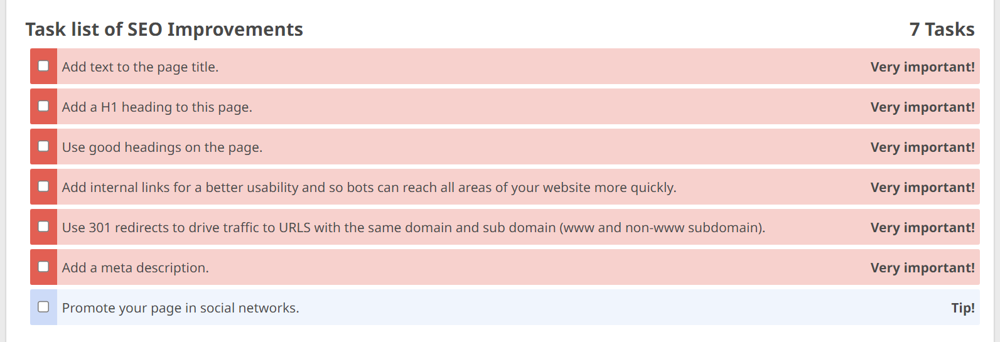 Task list of SEO Improvements 7 Tasks
Add text to the page title. Very important!
Add a H1 heading to this page. Very important!
Use good headings on the page. Very important!
Add internal links for a better usability and so bots can reach all areas of your website more quickly. Very important!
Use 301 redirects to drive traffic to URLS with the same domain and sub domain (www and non-www subdomain). Very important!
Add a meta description. Very important!
Promote your page in social networks. Tip!